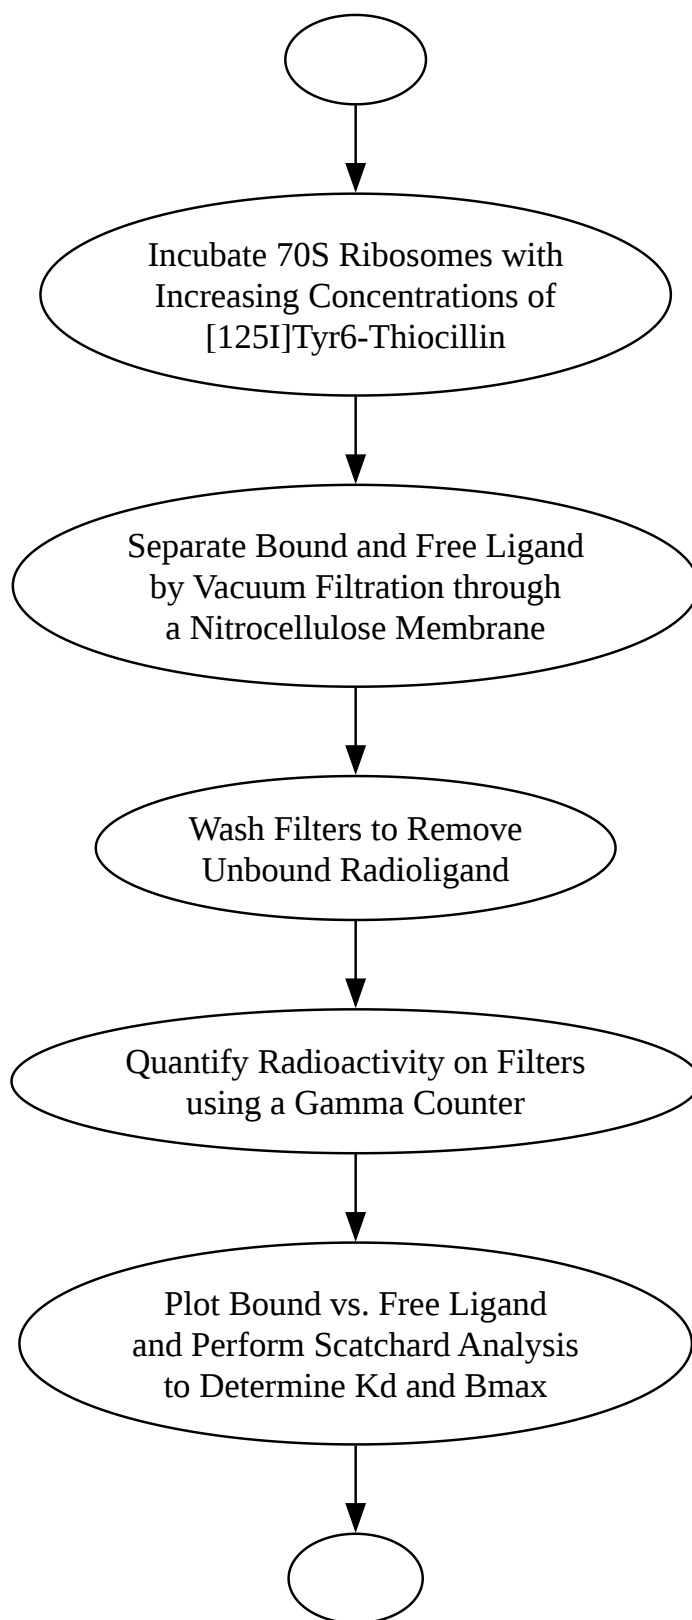 Incubate 70S Ribosomes with
Increasing Concentrations of
[125I]Tyr6-Thiocillin
Separate Bound and Free Ligand
by Vacuum Filtration through
a Nitrocellulose Membrane
Wash Filters to Remove
Unbound Radioligand
Quantify Radioactivity on Filters
using a Gamma Counter
Plot Bound vs. Free Ligand
and Perform Scatchard Analysis
to Determine Kd and Bmax